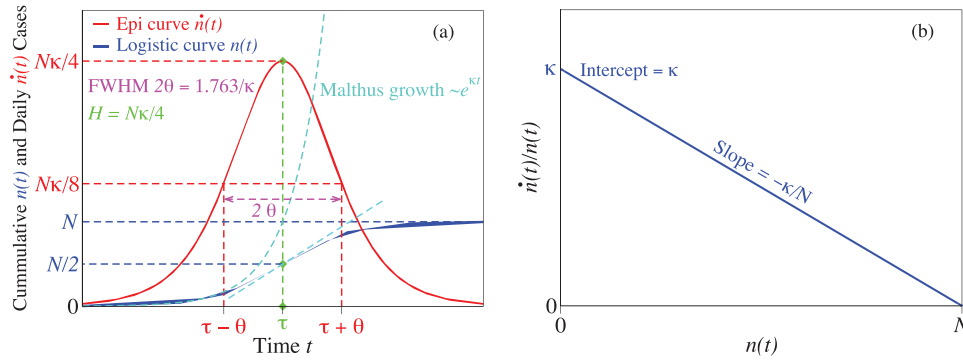 Cummulative n(t) and Daily ṅ(t) Cases
Epi curve ṅ(t)
Logistic curve n(t)
(a)
Nκ/4
FWHM 2θ = 1.763/κ
Malthus growth ~e^κt
H = Nκ/4
Nκ/8
2 θ
N
N/2
0
τ − θ
τ
τ + θ
Time t
(b)
κ
Intercept = κ
Slope = −κ/N
ṅ(t)/n(t)
0
0
N
n(t)